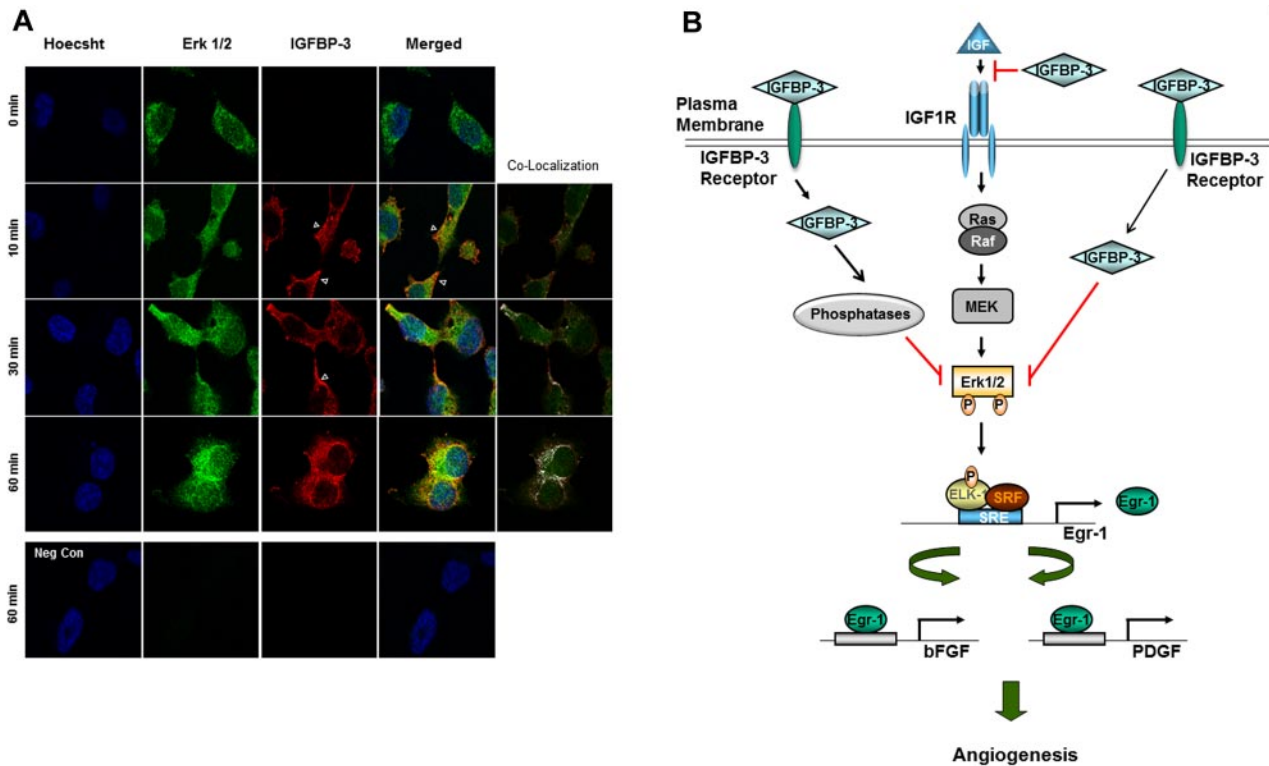 A
Hoecsht
Erk 1/2
IGFBP-3
Merged
0 min
Co-Localization
10 min
30 min
60 min
Neg Con
60 min
B
IGF
IGFBP-3
IGFBP-3
IGFBP-3
Plasma
Membrane
IGF1R
IGFBP-3
Receptor
IGFBP-3
Receptor
IGFBP-3
Ras
Raf
IGFBP-3
Phosphatases
MEK
Erk1/2
P
P
P
ELK-1
SRF
SRE
Egr-1
Egr-1
Egr-1
bFGF
Egr-1
PDGF
Angiogenesis